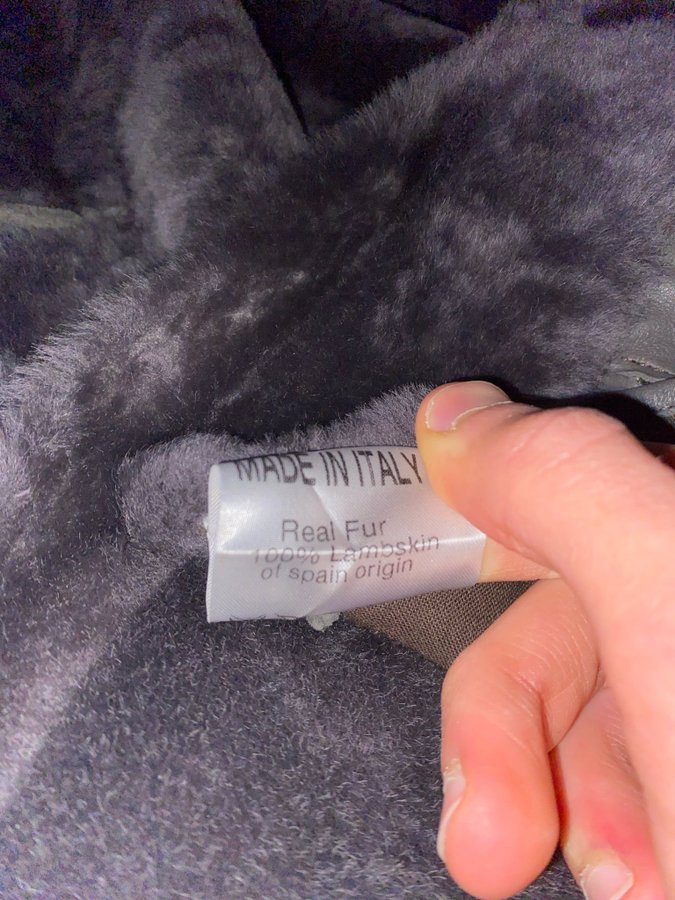 MADE IN ITALY
Real Fur
100% Lambskin
of spain origin